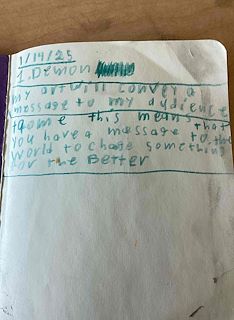 1/14/25
1. Demon
my art will convey a
message to my audience
to me this means that
you have a message to the
world to chage something
for the Better